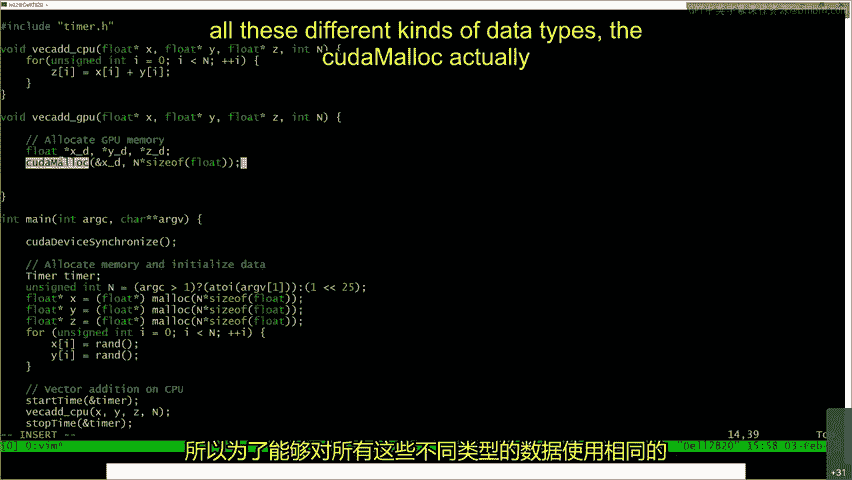 all these different kinds of data types, the
cudaMalloc actually
#include "timer.h"
void vecadd_cpu(float* x, float* y, float* z, int N) {
for(unsigned int i = 0; i < N; ++i) {
z[i] = x[i] + y[i];
}
}
void vecadd_gpu(float* x, float* y, float* z, int N) {
// Allocate GPU memory
float *x_d, *y_d, *z_d;
cudaMalloc(&x_d, N*sizeof(float));
}
int main(int argc, char**argv) {
cudaDeviceSynchronize();
// Allocate memory and initialize data
Timer timer;
unsigned int N = (argc > 1)?(atoi(argv[1])):(1 << 25);
float* x = (float*) malloc(N*sizeof(float));
float* y = (float*) malloc(N*sizeof(float));
float* z = (float*) malloc(N*sizeof(float));
for (unsigned int i = 0; i < N; ++i) {
x[i] = rand();
y[i] = rand();
}
// Vector addition on CPU
startTime(&timer);
vecadd_cpu(x, y, z, N);
stopTime(&timer);
-- INSERT --
14,39
[0] 0:vim*
所以为了能够对所有这些不同类型的数据使用相同的
+31